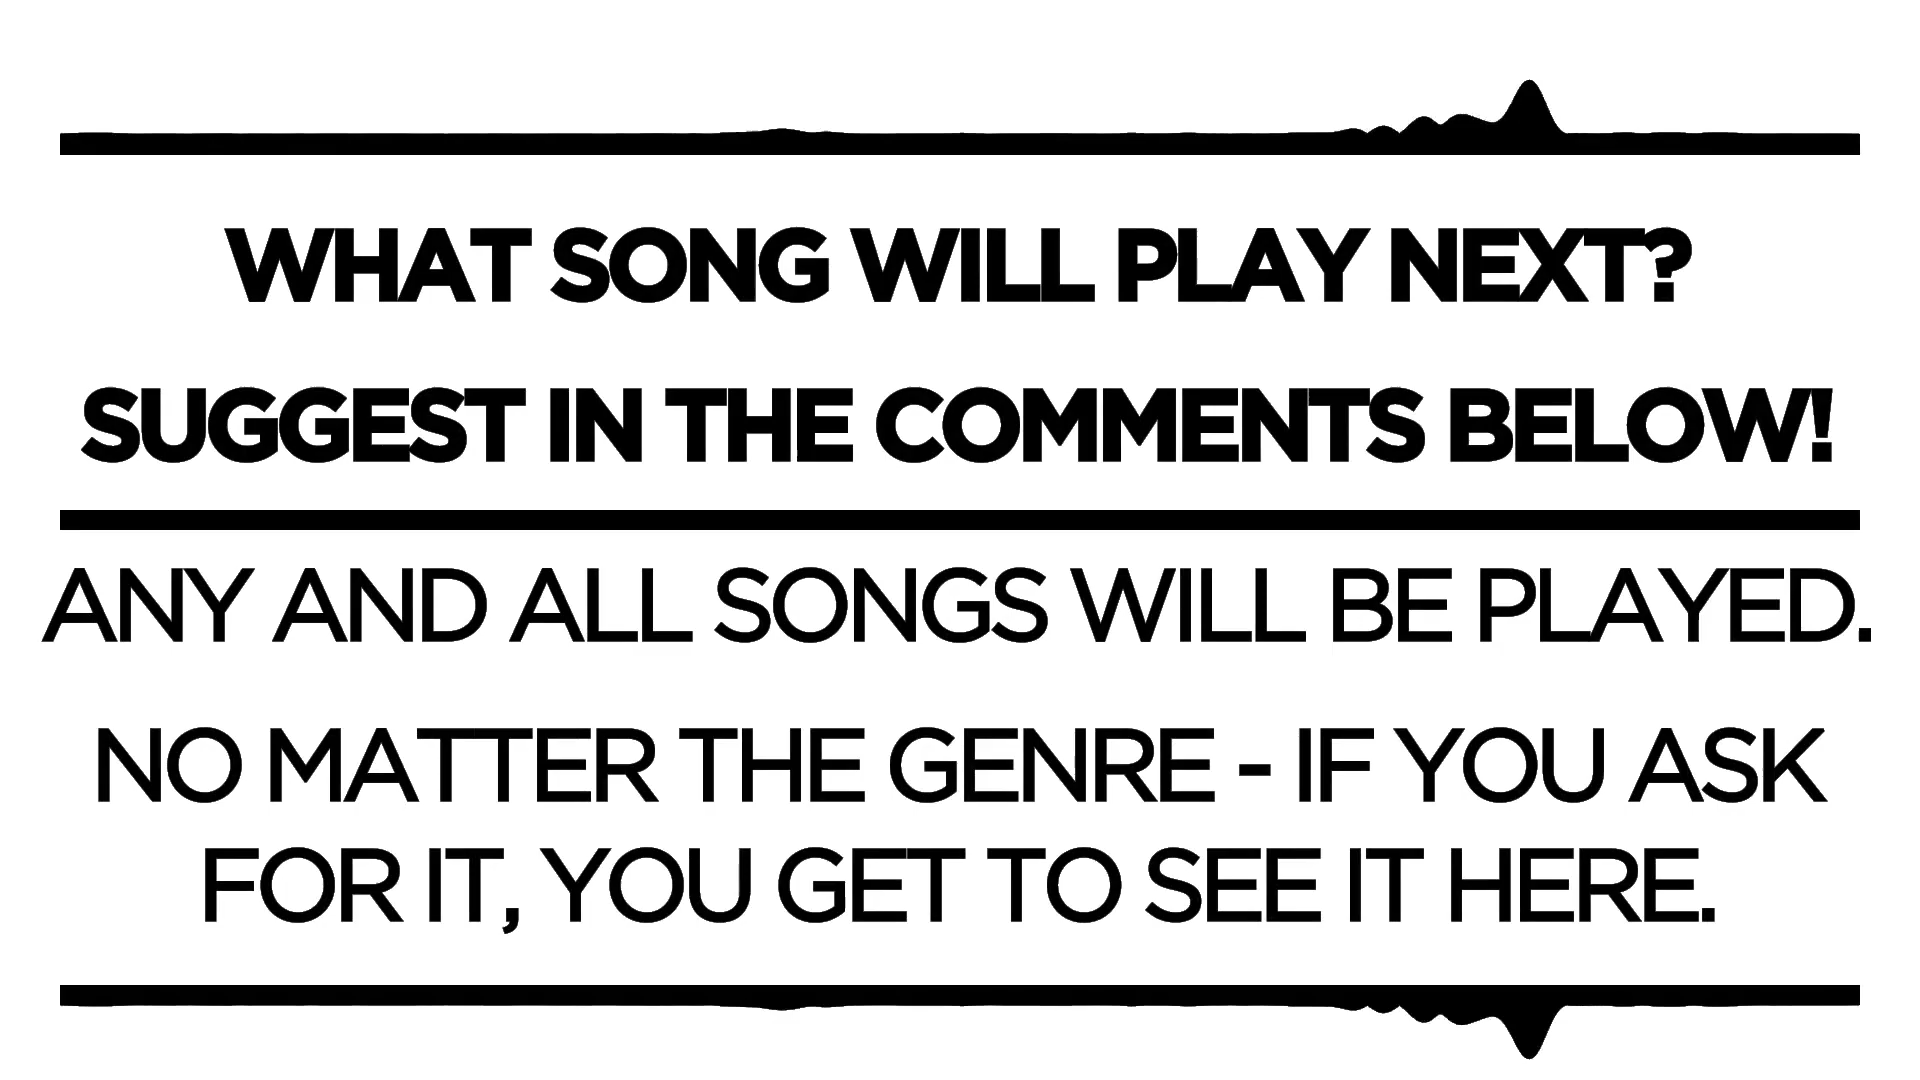 WHAT SONG WILL PLAY NEXT?
SUGGEST IN THE COMMENTS BELOW!
ANY AND ALL SONGS WILL BE PLAYED.
NO MATTER THE GENRE - IF YOU ASK
FOR IT, YOU GET TO SEE IT HERE.